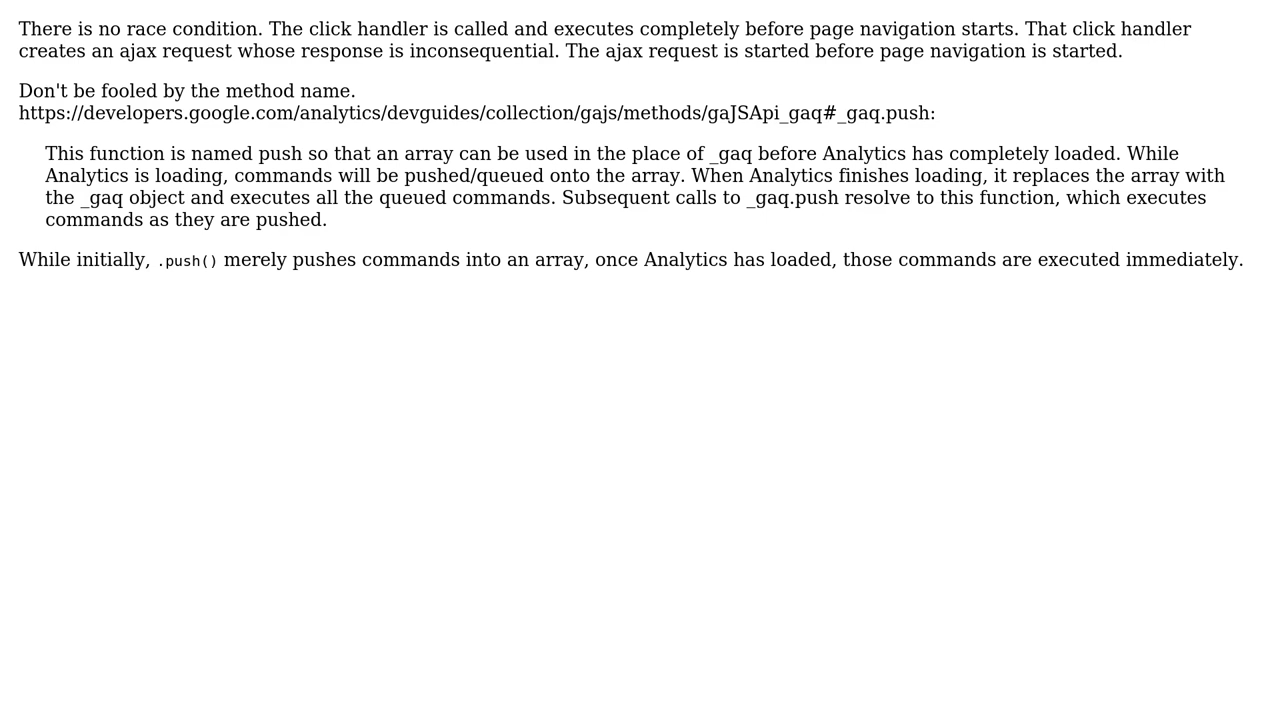 There is no race condition. The click handler is called and executes completely before page navigation starts. That click handler
creates an ajax request whose response is inconsequential. The ajax request is started before page navigation is started.
Don't be fooled by the method name.
https://developers.google.com/analytics/devguides/collection/gajs/methods/gaJSApi_gaq#_gaq.push:
This function is named push so that an array can be used in the place of _gaq before Analytics has completely loaded. While
Analytics is loading, commands will be pushed/queued onto the array. When Analytics finishes loading, it replaces the array with
the _gaq object and executes all the queued commands. Subsequent calls to _gaq.push resolve to this function, which executes
commands as they are pushed.
While initially, .push() merely pushes commands into an array, once Analytics has loaded, those commands are executed immediately.